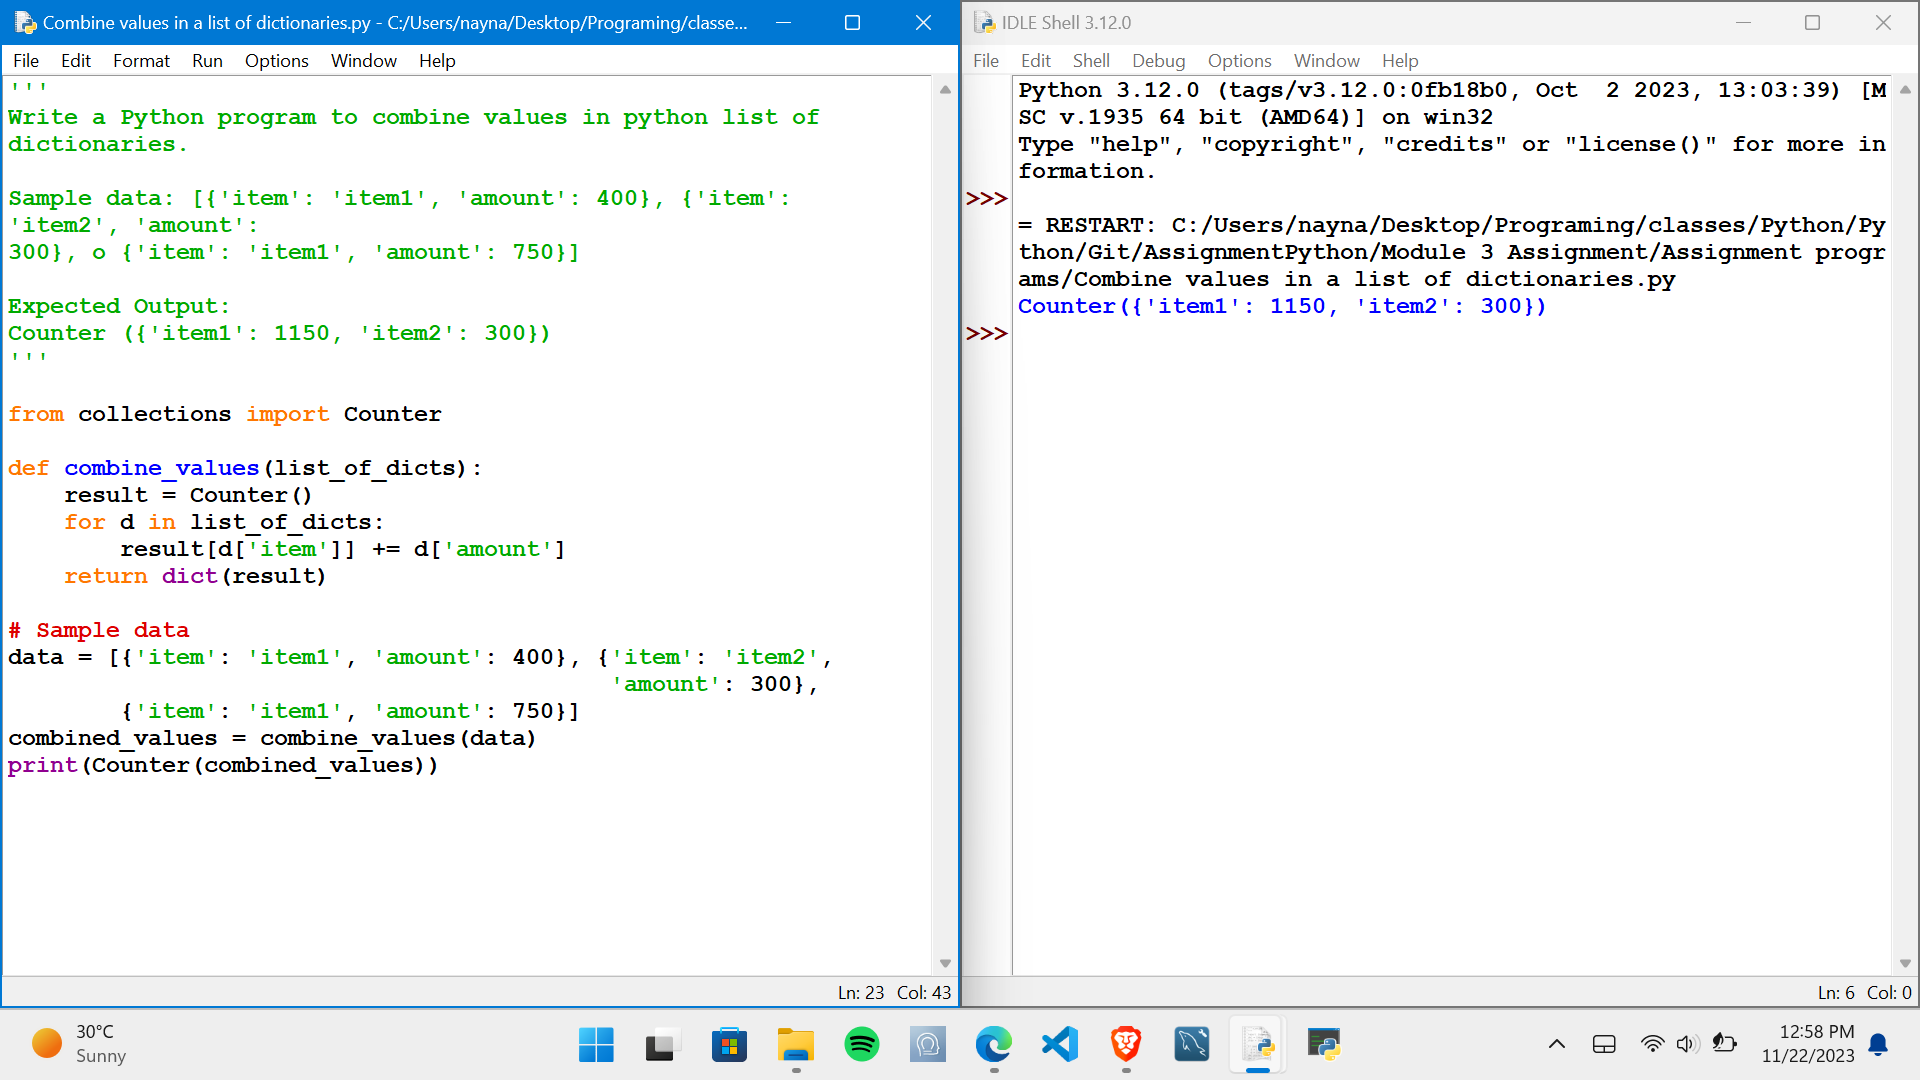 Combine values in a list of dictionaries.py - C:/Users/nayna/Desktop/Programing/classe...
File Edit Format Run Options Window Help
'''
Write a Python program to combine values in python list of
dictionaries.
Sample data: [{'item': 'item1', 'amount': 400}, {'item':
'item2', 'amount':
300}, o {'item': 'item1', 'amount': 750}]
Expected Output:
Counter ({'item1': 1150, 'item2': 300})
'''
from collections import Counter
def combine_values(list_of_dicts):
    result = Counter()
    for d in list_of_dicts:
        result[d['item']] += d['amount']
    return dict(result)
# Sample data
data = [{'item': 'item1', 'amount': 400}, {'item': 'item2',
                                           'amount': 300},
        {'item': 'item1', 'amount': 750}]
combined_values = combine_values(data)
print(Counter(combined_values))
Ln: 23 Col: 43
IDLE Shell 3.12.0
File Edit Shell Debug Options Window Help
Python 3.12.0 (tags/v3.12.0:0fb18b0, Oct  2 2023, 13:03:39) [M
SC v.1935 64 bit (AMD64)] on win32
Type "help", "copyright", "credits" or "license()" for more in
formation.
>>>
= RESTART: C:/Users/nayna/Desktop/Programing/classes/Python/Py
thon/Git/AssignmentPython/Module 3 Assignment/Assignment progr
ams/Combine values in a list of dictionaries.py
Counter({'item1': 1150, 'item2': 300})
>>>
Ln: 6 Col: 0
30°C
Sunny
12:58 PM
11/22/2023